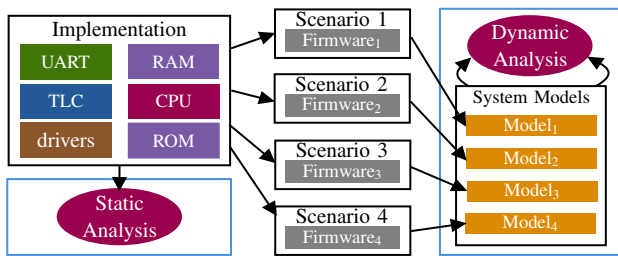 Implementation
UART RAM
TLC CPU
drivers ROM
Static
Analysis
Scenario 1
Firmware₁
Scenario 2
Firmware₂
Scenario 3
Firmware₃
Scenario 4
Firmware₄
Dynamic
Analysis
System Models
Model₁
Model₂
Model₃
Model₄